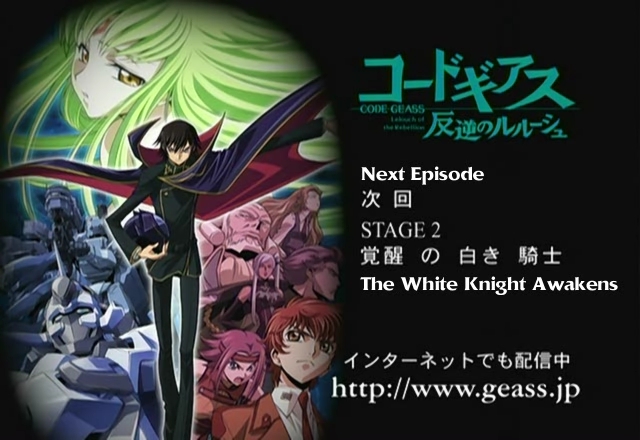 コードギアス
CODE GEASS
Lelouch of
the Rebellion
反逆のルルーシュ
Next Episode
次 回
STAGE 2
覚醒 の 白き 騎士
The White Knight Awakens
インターネットでも配信中
http://www.geass.jp